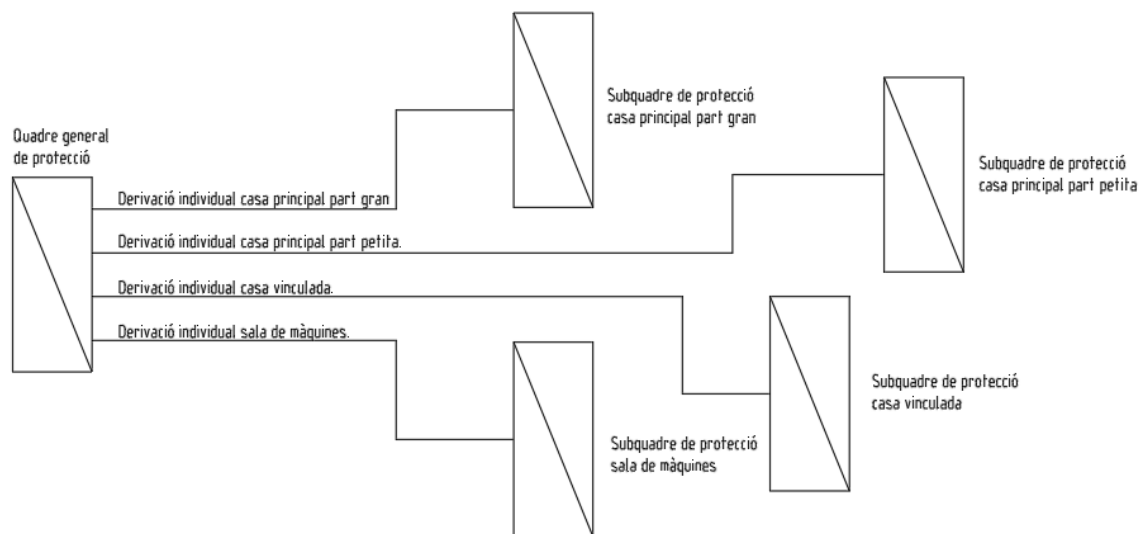 Subquadre de protecció
casa principal part gran
Quadre general
de protecció
Subquadre de protecció
casa principal part petita
Derivació individual casa principal part gran
Derivació individual casa principal part petita.
Derivació individual casa vinculada.
Derivació individual sala de màquines.
Subquadre de protecció
casa vinculada
Subquadre de protecció
sala de màquines